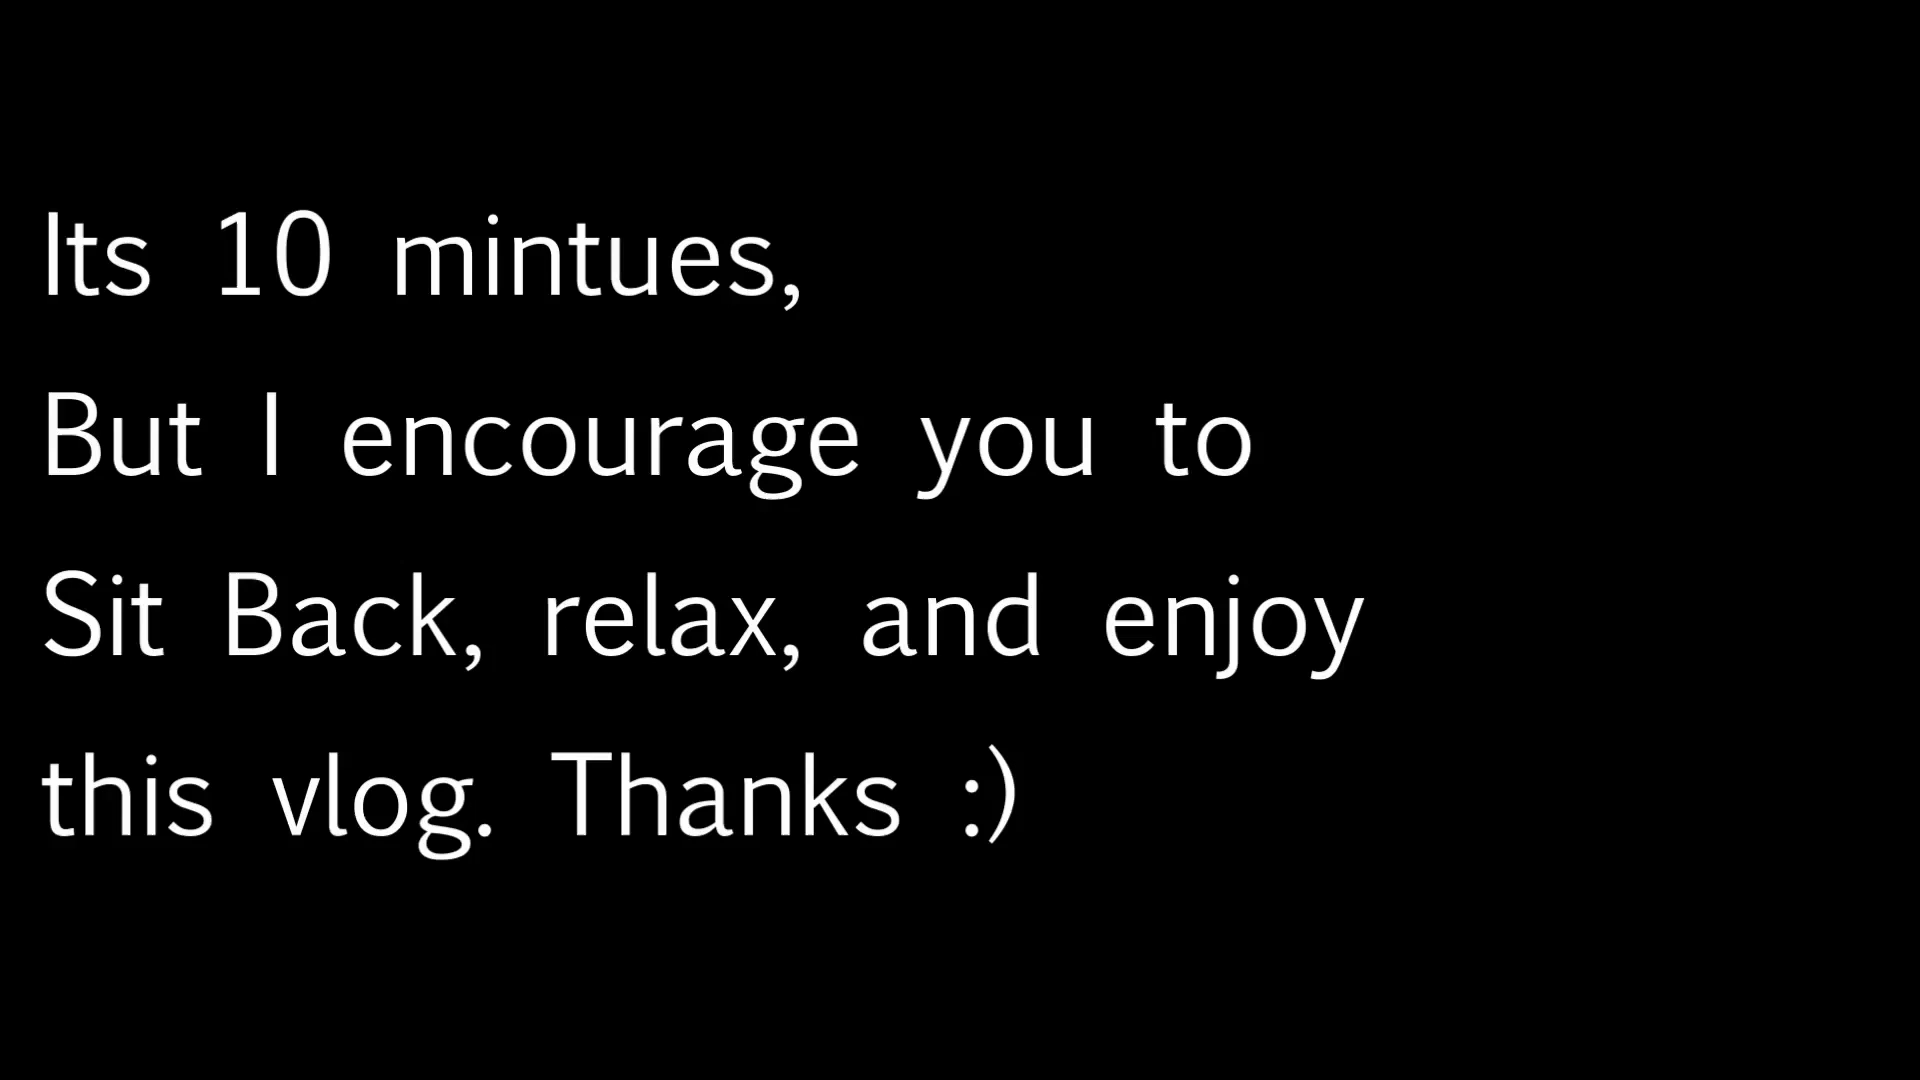 Its 10 mintues,
But I encourage you to
Sit Back, relax, and enjoy
this vlog. Thanks :)